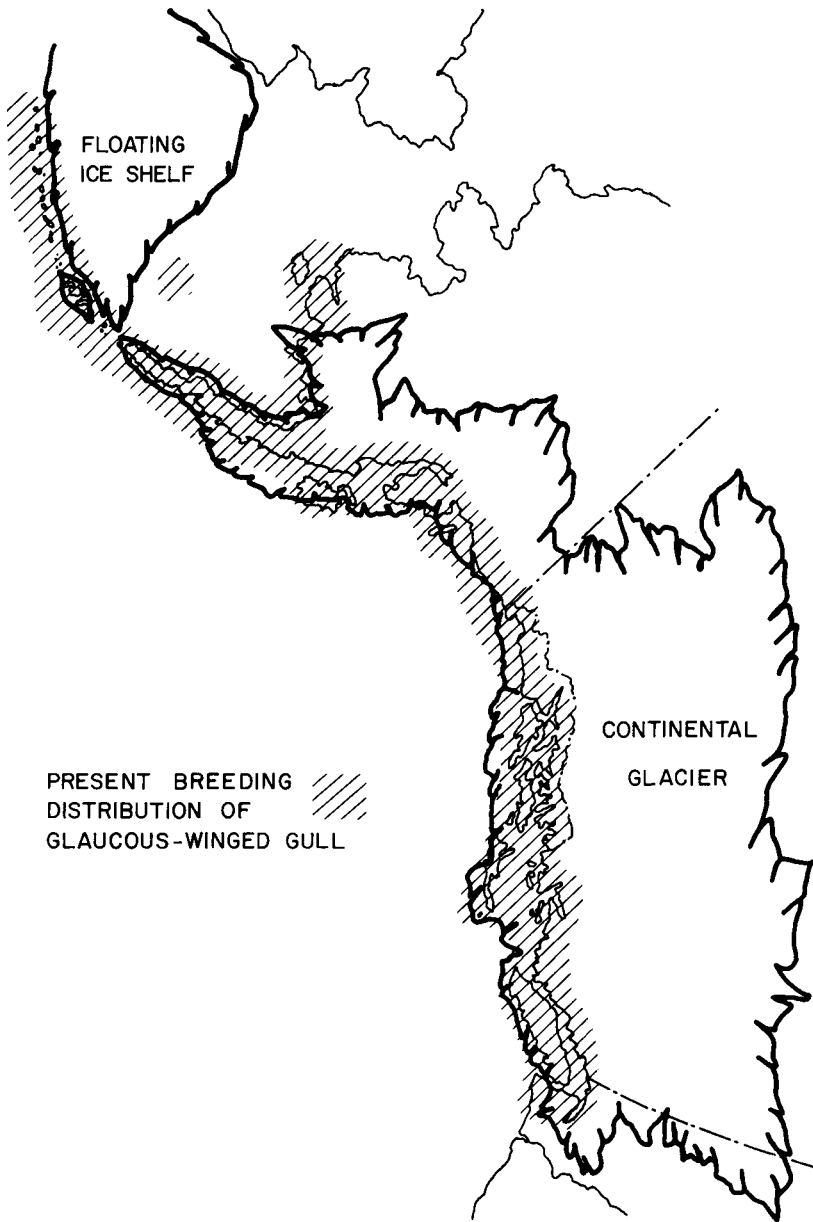 FLOATING
ICE SHELF
CONTINENTAL
GLACIER
PRESENT BREEDING
DISTRIBUTION OF
GLAUCOUS-WINGED GULL